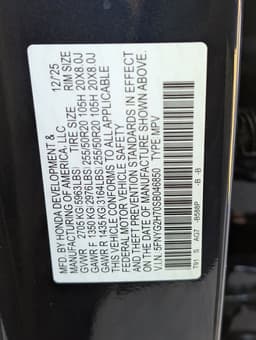 MFD. BY HONDA DEVELOPMENT &
MANUFACTURING OF AMERICA, LLC 12/25
GVWR 2705 KG 5963LBS TIRE SIZE RIM SIZE
GAWR F 1350 KG 2976LBS 255/50R20 105H 20X8.0J
GAWR R 1435 KG 3164LBS 255/50R20 105H 20X8.0J
THIS VEHICLE CONFORMS TO ALL APPLICABLE
FEDERAL MOTOR VEHICLE SAFETY
AND THEFT PREVENTION STANDARDS IN EFFECT
ON THE DATE OF MANUFACTURE SHOWN ABOVE.
TYPE: MPV
TV1 S AG7